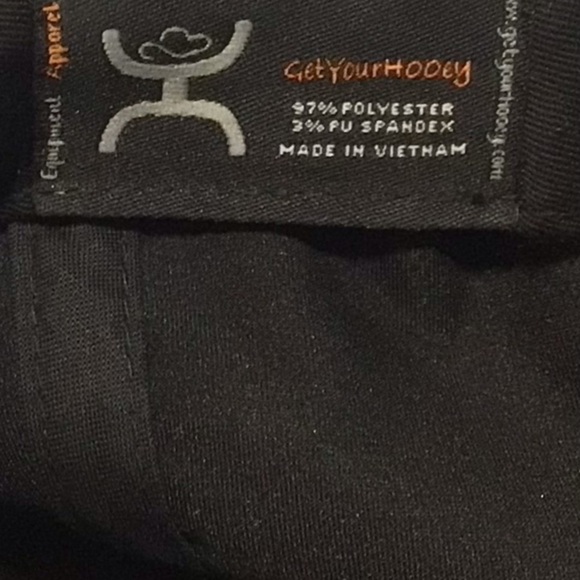 Equipment Apparel
GetYourHOOey
97% POLYESTER
3% PU SPANDEX
MADE IN VIETNAM
www.getyourhooey.com